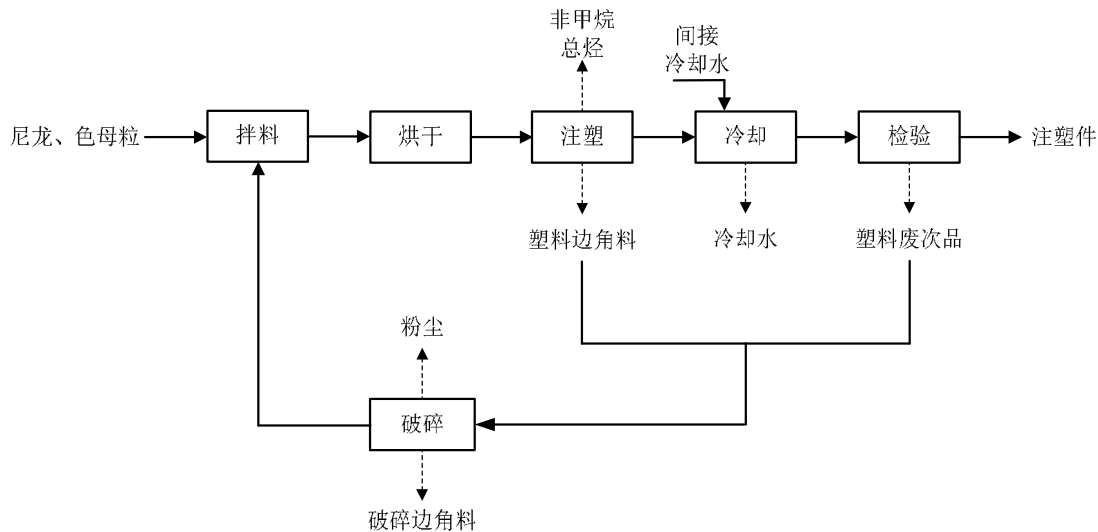 非甲烷
总烃
间接
冷却水
尼龙、色母粒
拌料
烘干
注塑
冷却
检验
注塑件
塑料边角料
冷却水
塑料废次品
粉尘
破碎
破碎边角料